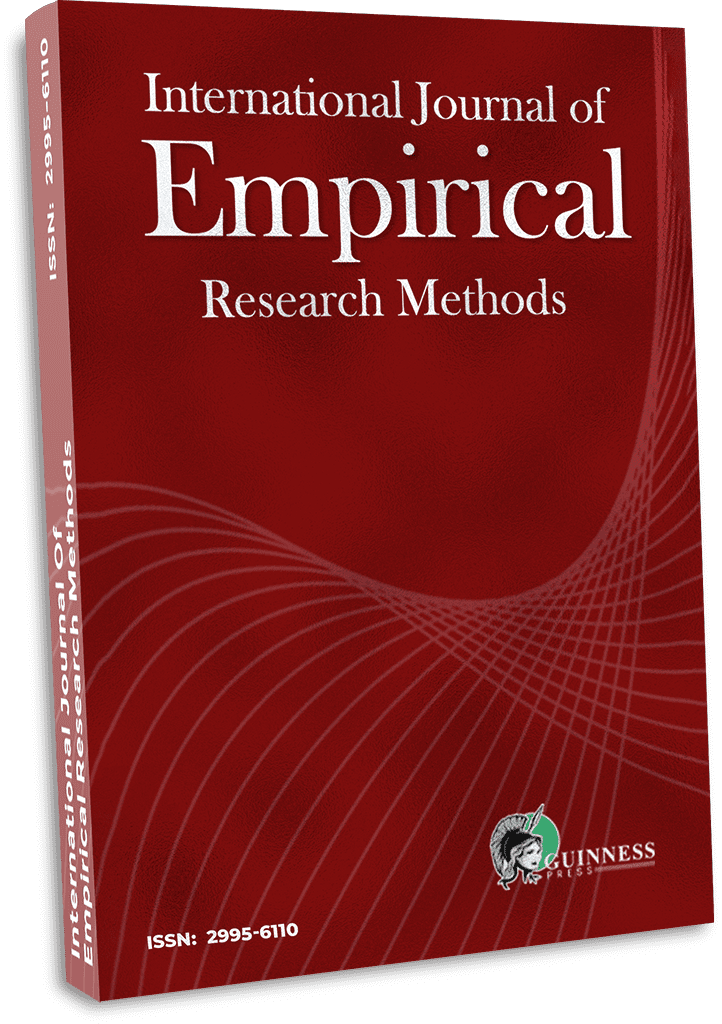 International Journal of
Empirical
Research Methods
GUINNESS
PRESS
ISSN: 2995-6110
ISSN: 2995-6110
International Journal Of
Empirical Research Methods